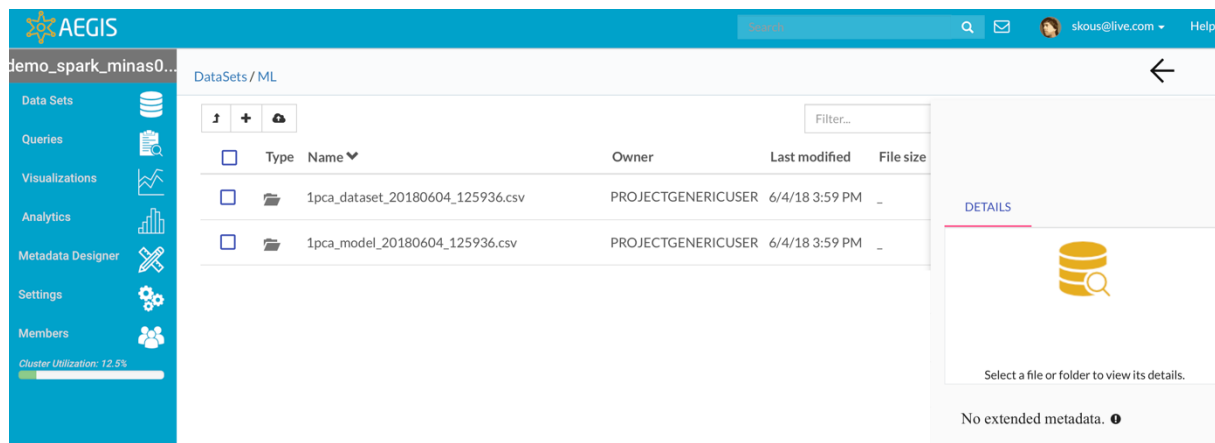 AEGIS
Search
skous@live.com
Help
demo_spark_minas0...
DataSets / ML
Data Sets
Queries
Visualizations
Analytics
Metadata Designer
Settings
Members
Cluster Utilization: 12.5%
Filter...
Type Name Owner Last modified File size
1pca_dataset_20180604_125936.csv PROJECTGENERICUSER 6/4/18 3:59 PM _
1pca_model_20180604_125936.csv PROJECTGENERICUSER 6/4/18 3:59 PM _
DETAILS
Select a file or folder to view its details.
No extended metadata.